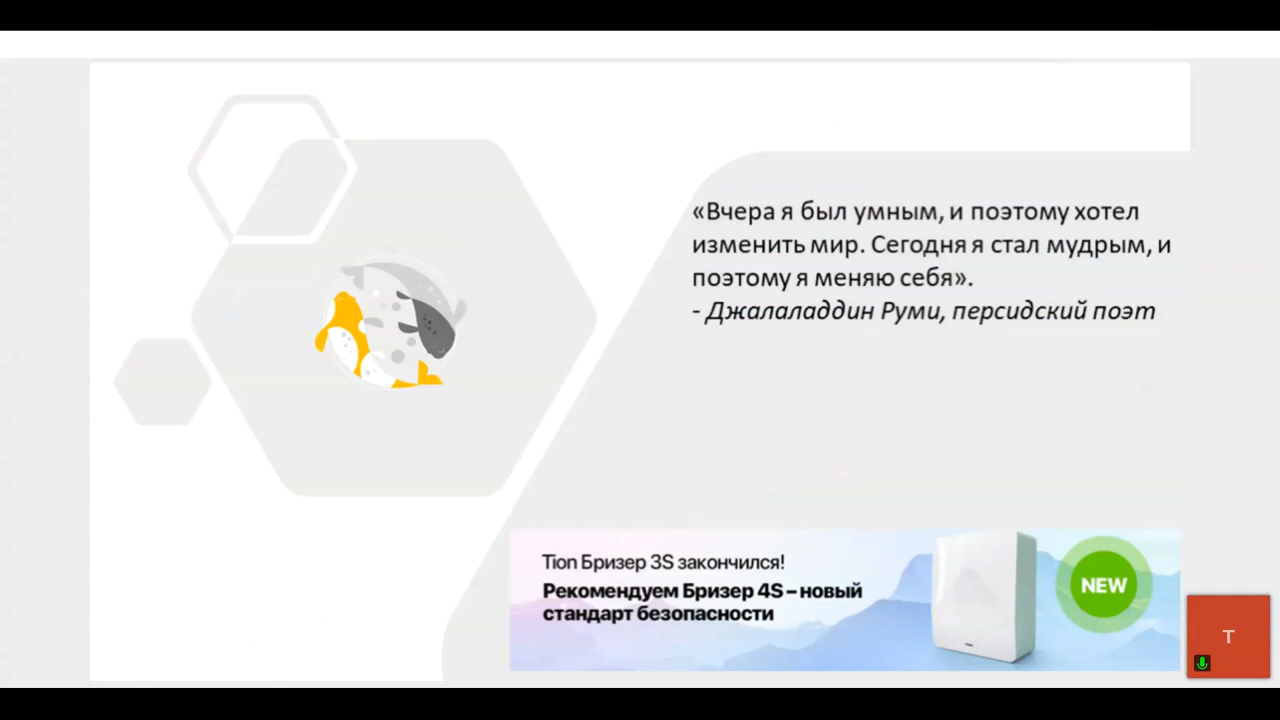 «Вчера я был умным, и поэтому хотел
изменить мир. Сегодня я стал мудрым, и
поэтому я меняю себя».
- Джалаладдин Руми, персидский поэт
Tion Бризер 3S закончился!
Рекомендуем Бризер 4S – новый
стандарт безопасности
NEW
T